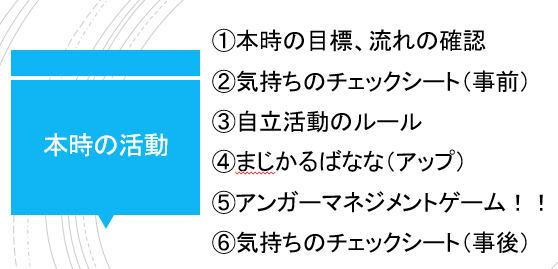 本時の活動
①本時の目標、流れの確認
②気持ちのチェックシート(事前)
③自立活動のルール
④まじかるばなな(アップ)
⑤アンガーマネジメントゲーム!!
⑥気持ちのチェックシート(事後)